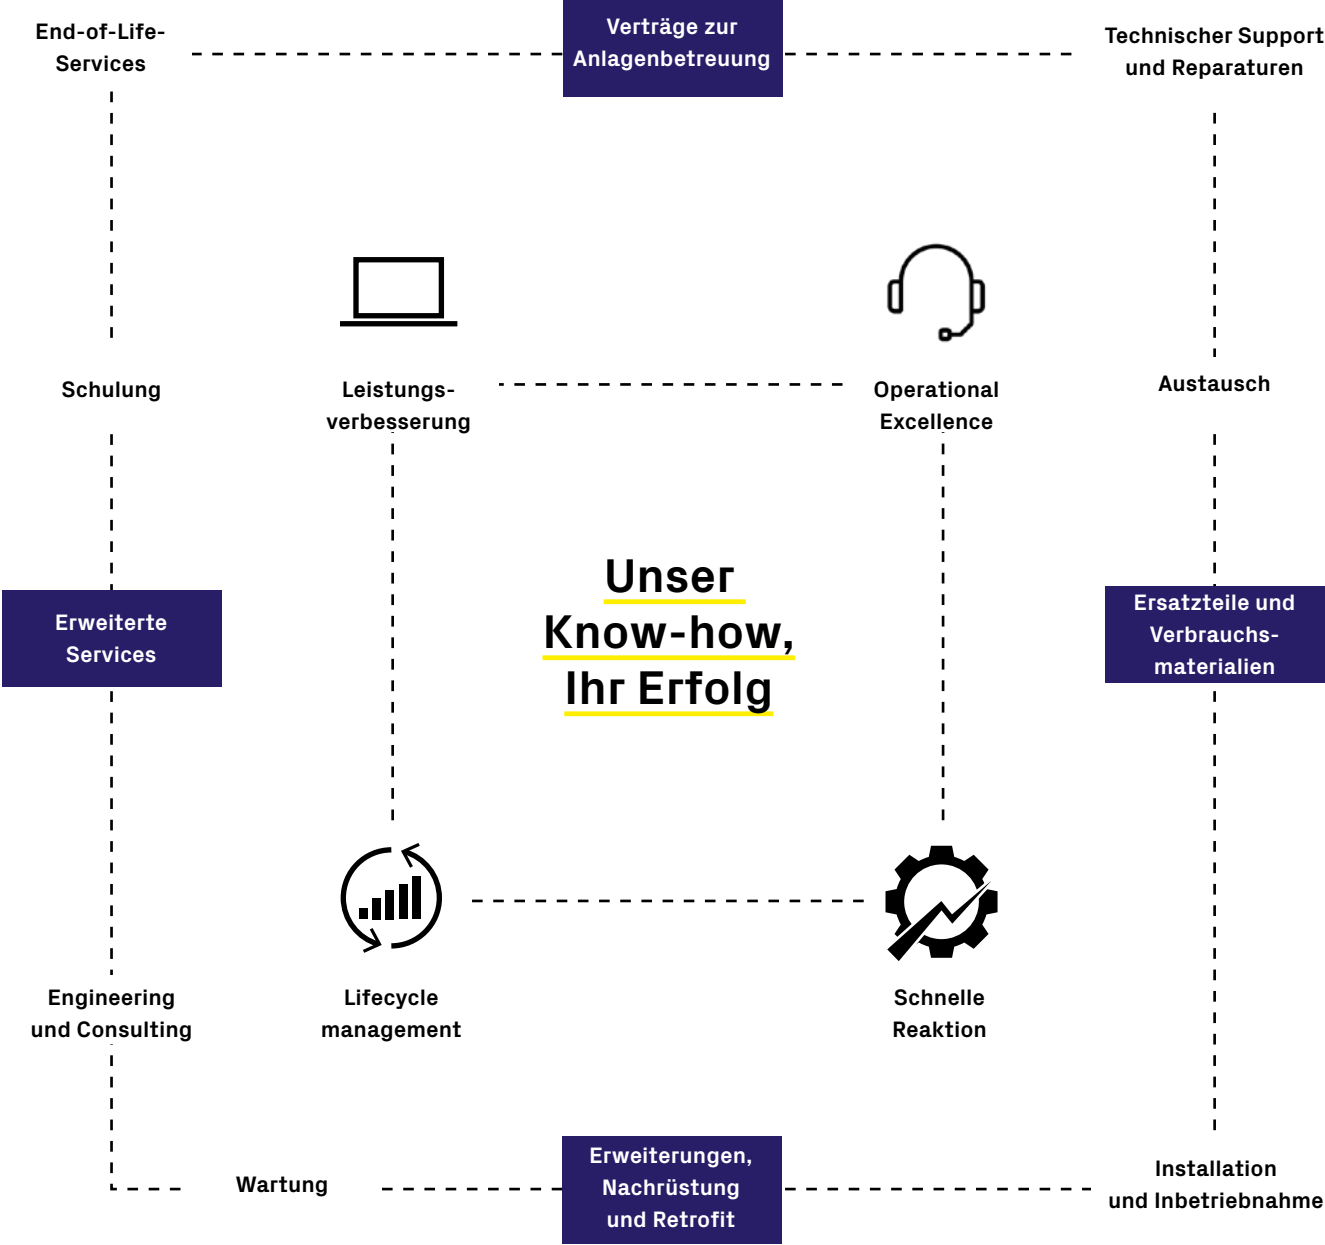 End-of-Life-
Services
Verträge zur
Anlagenbetreuung
Technischer Support
und Reparaturen
Schulung
Leistungs-
verbesserung
Operational
Excellence
Austausch
Unser
Know-how,
Ihr Erfolg
Erweiterte
Services
Ersatzteile und
Verbrauchs-
materialien
Engineering
und Consulting
Lifecycle
management
Schnelle
Reaktion
Wartung
Erweiterungen,
Nachrüstung
und Retrofit
Installation
und Inbetriebnahme